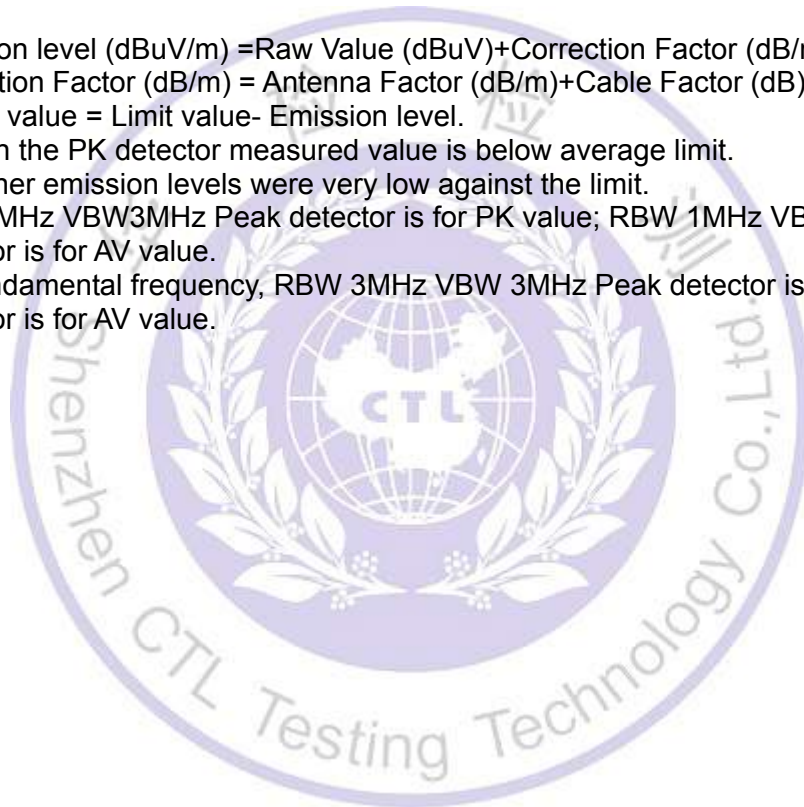 on level (dBuV/m) =Raw Value (dBuV)+Correction Factor (dB/m
tion Factor (dB/m) = Antenna Factor (dB/m)+Cable Factor (dB)
value = Limit value- Emission level.
n the PK detector measured value is below average limit.
ner emission levels were very low against the limit.
MHz VBW3MHz Peak detector is for PK value; RBW 1MHz VB
or is for AV value.
ndamental frequency, RBW 3MHz VBW 3MHz Peak detector is
or is for AV value.
检 测
CTL
Shenzhen CTL Testing Technology Co., Ltd.